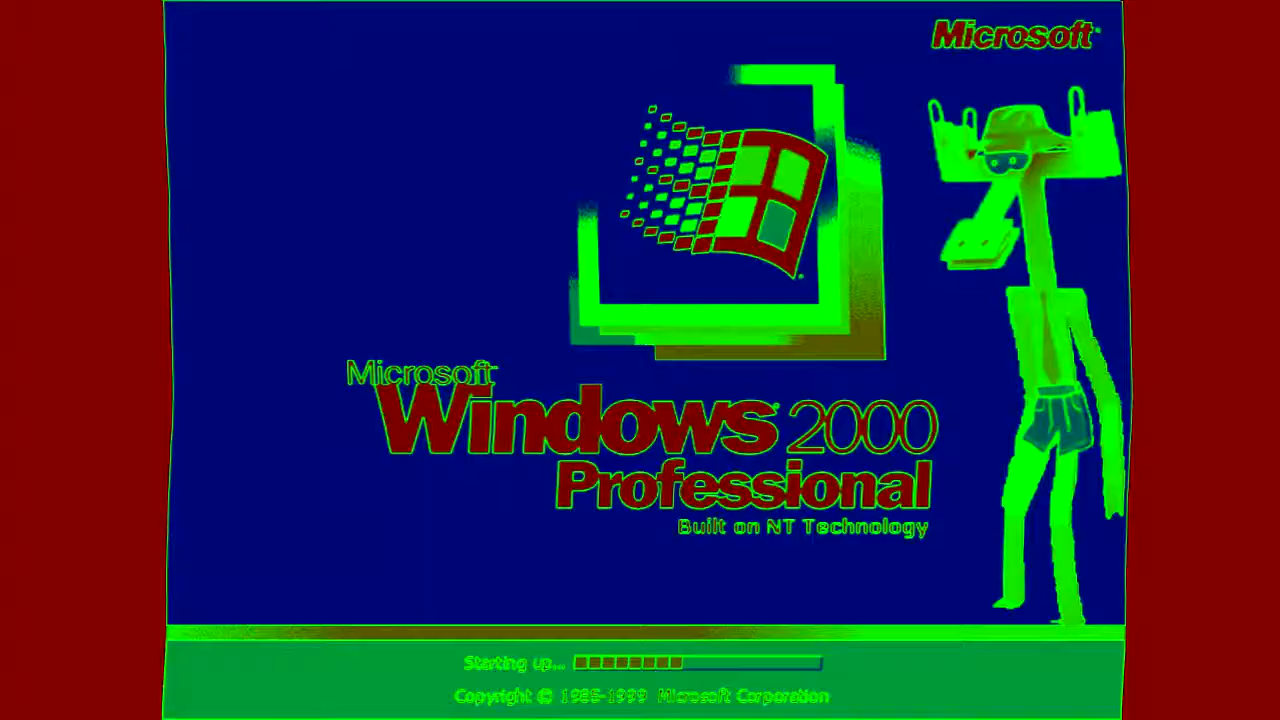 Microsoft
Microsoft
Windows 2000
Professional
Built on NT Technology
Starting up...
Copyright © 1985-1999 Microsoft Corporation